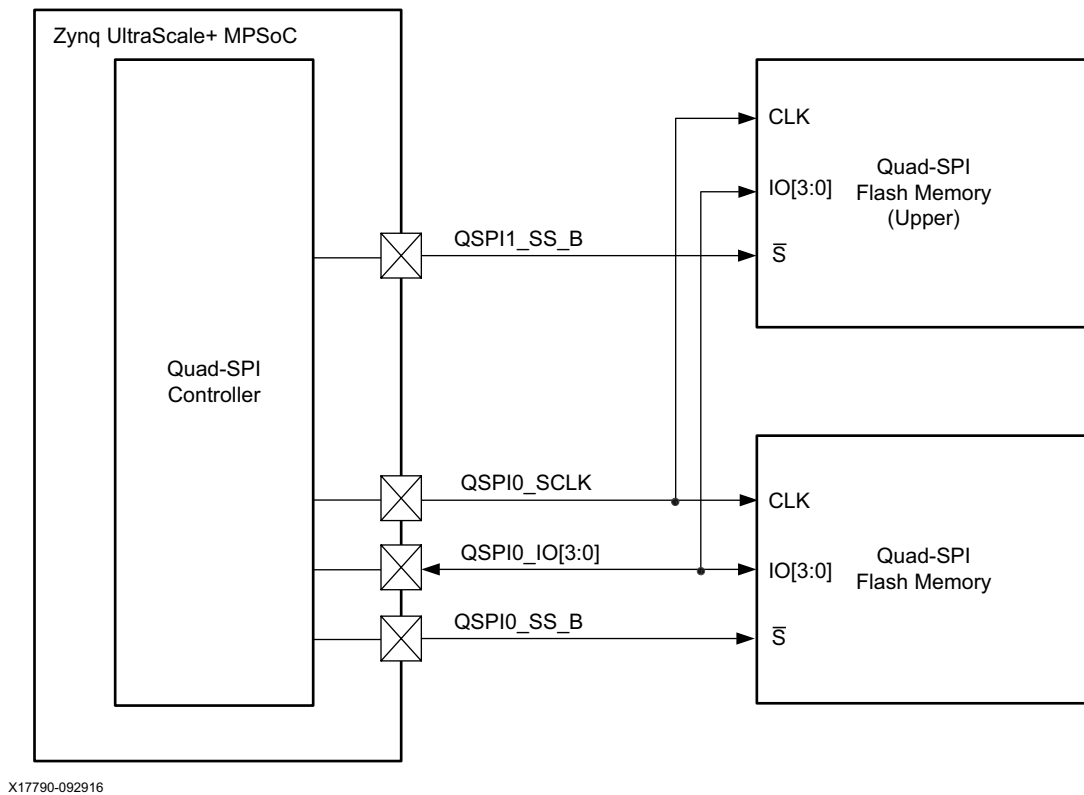 Zynq UltraScale+ MPSoC
Quad-SPI
Controller
QSPI1_SS_B
QSPI0_SCLK
QSPI0_IO[3:0]
QSPI0_SS_B
CLK
IO[3:0]
S̅
Quad-SPI
Flash Memory
(Upper)
CLK
IO[3:0]
S̅
Quad-SPI
Flash Memory
X17790-092916